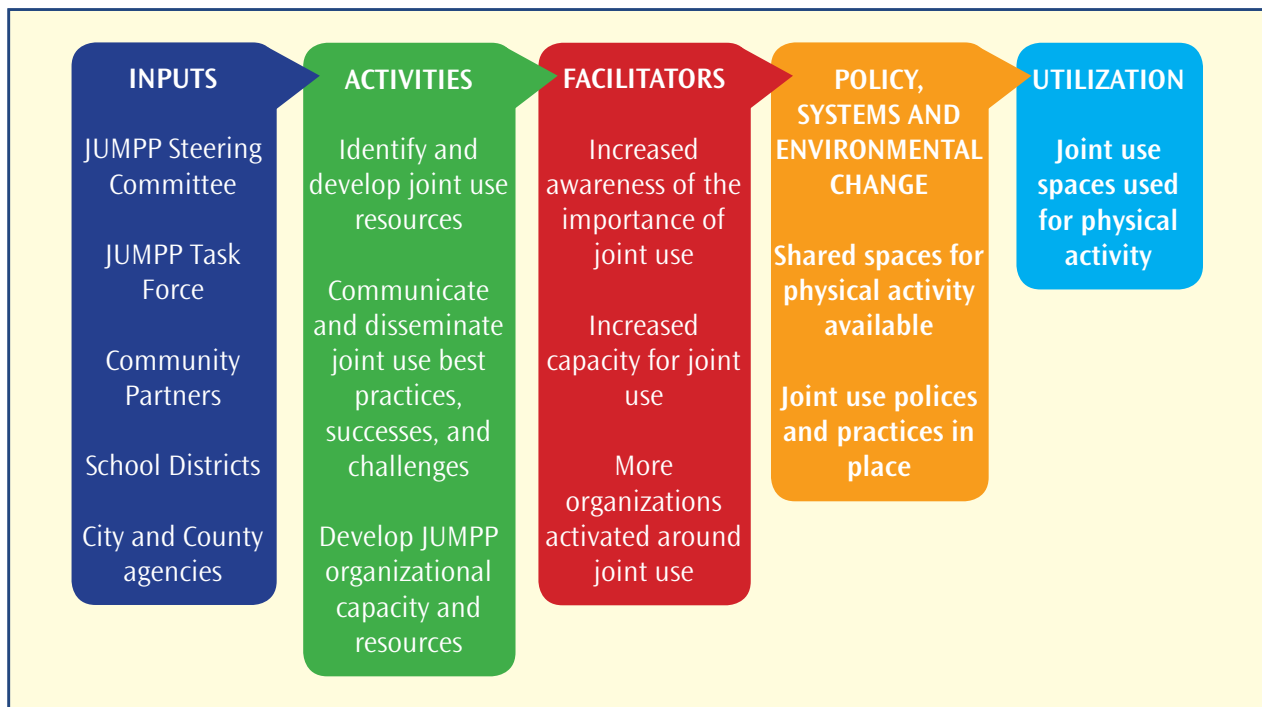 INPUTS
JUMPP Steering
Committee
JUMPP Task
Force
Community
Partners
School Districts
City and County
agencies
ACTIVITIES
Identify and
develop joint use
resources
Communicate
and disseminate
joint use best
practices,
successes, and
challenges
Develop JUMPP
organizational
capacity and
resources
FACILITATORS
Increased
awareness of the
importance of
joint use
Increased
capacity for joint
use
More
organizations
activated around
joint use
POLICY,
SYSTEMS AND
ENVIRONMENTAL
CHANGE
Shared spaces for
physical activity
available
Joint use polices
and practices in
place
UTILIZATION
Joint use
spaces used
for physical
activity